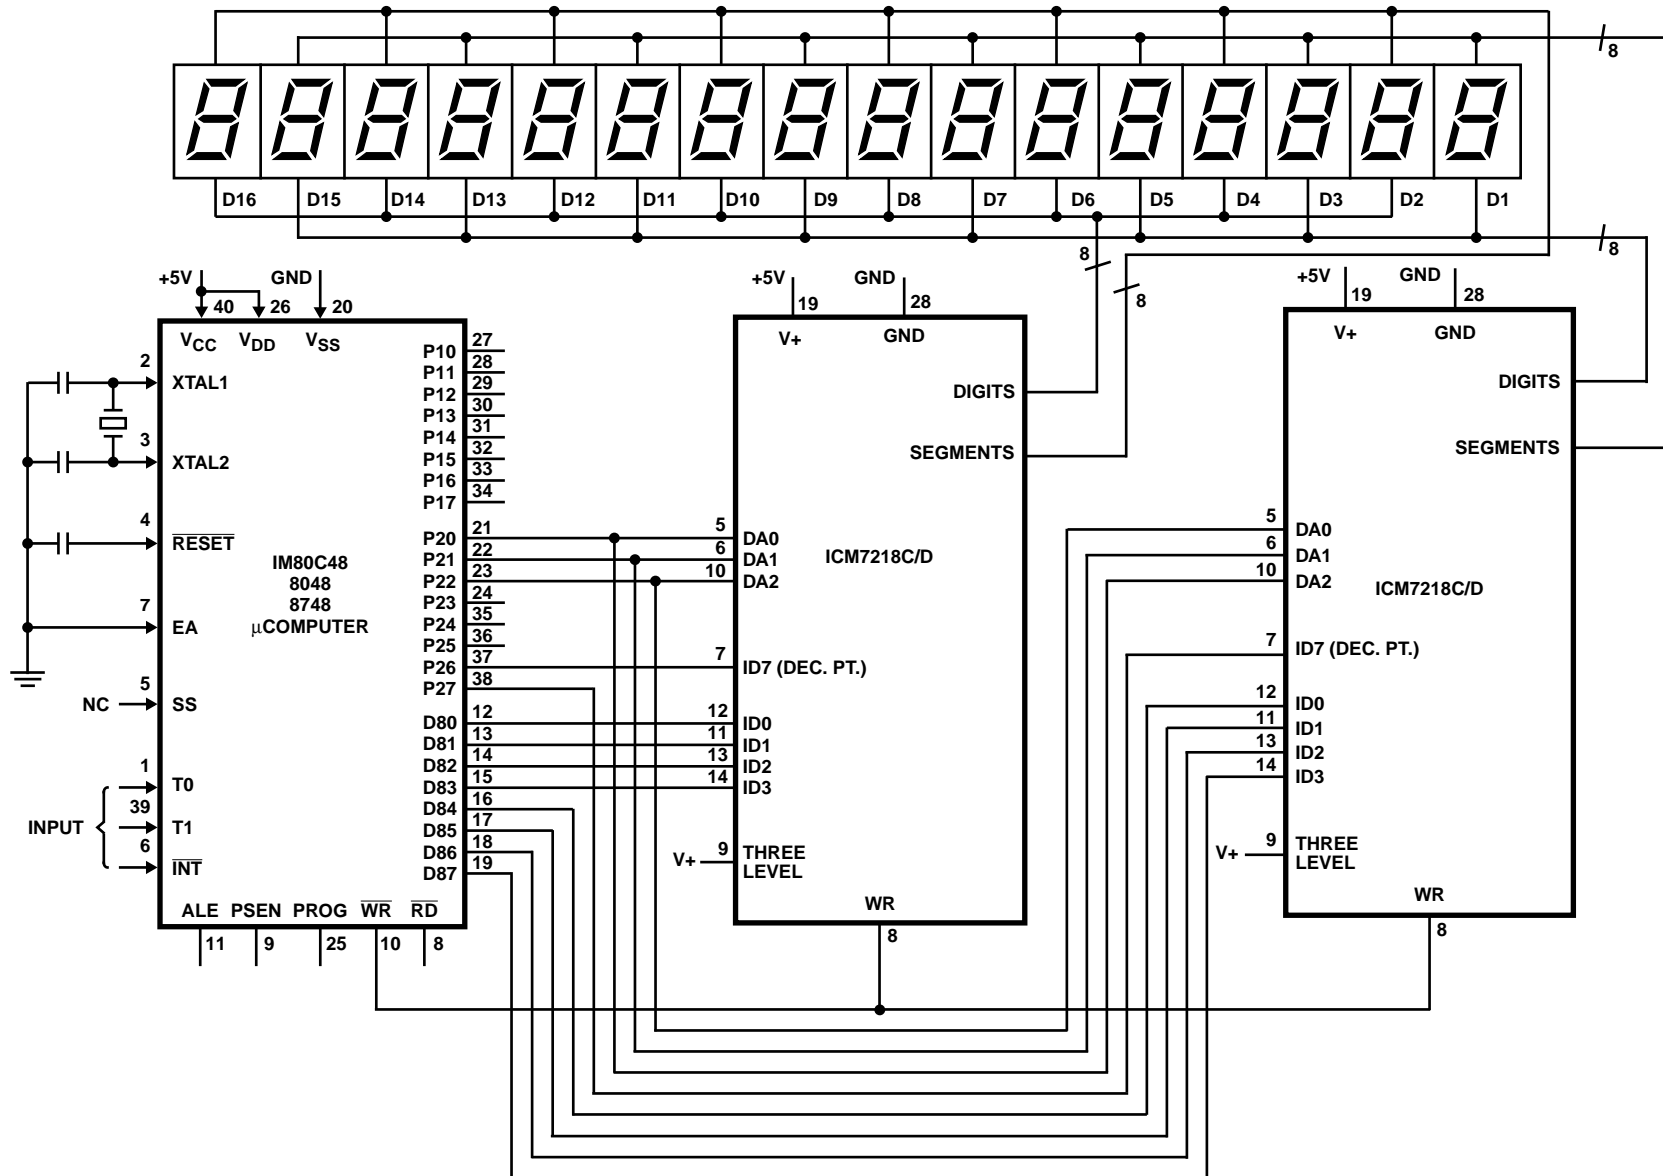 8
D16 D15 D14 D13 D12 D11 D10 D9 D8 D7 D6 D5 D4 D3 D2 D1
8
8
8
+5V GND
40 26 20
VCC VDD VSS
2 XTAL1
3 XTAL2
4 RESET
7 EA
NC 5 SS
INPUT
1 T0
39 T1
6 INT
IM80C48
8048
8748
µCOMPUTER
P10 27
P11 28
P12 29
P13 30
P14 31
P15 32
P16 33
P17 34
P20 21
P21 22
P22 23
P23 24
P24 35
P25 36
P26 37
P27 38
D80 12
D81 13
D82 14
D83 15
D84 16
D85 17
D86 18
D87 19
ALE PSEN PROG WR RD
11 9 25 10 8
+5V GND
19 28
V+ GND
DIGITS
SEGMENTS
5 DA0
6 DA1
10 DA2
ICM7218C/D
7 ID7 (DEC. PT.)
12 ID0
11 ID1
13 ID2
14 ID3
V+ 9 THREE
LEVEL
WR
8
+5V GND
19 28
V+ GND
DIGITS
SEGMENTS
5 DA0
6 DA1
10 DA2
ICM7218C/D
7 ID7 (DEC. PT.)
12 ID0
11 ID1
13 ID2
14 ID3
V+ 9 THREE
LEVEL
WR
8